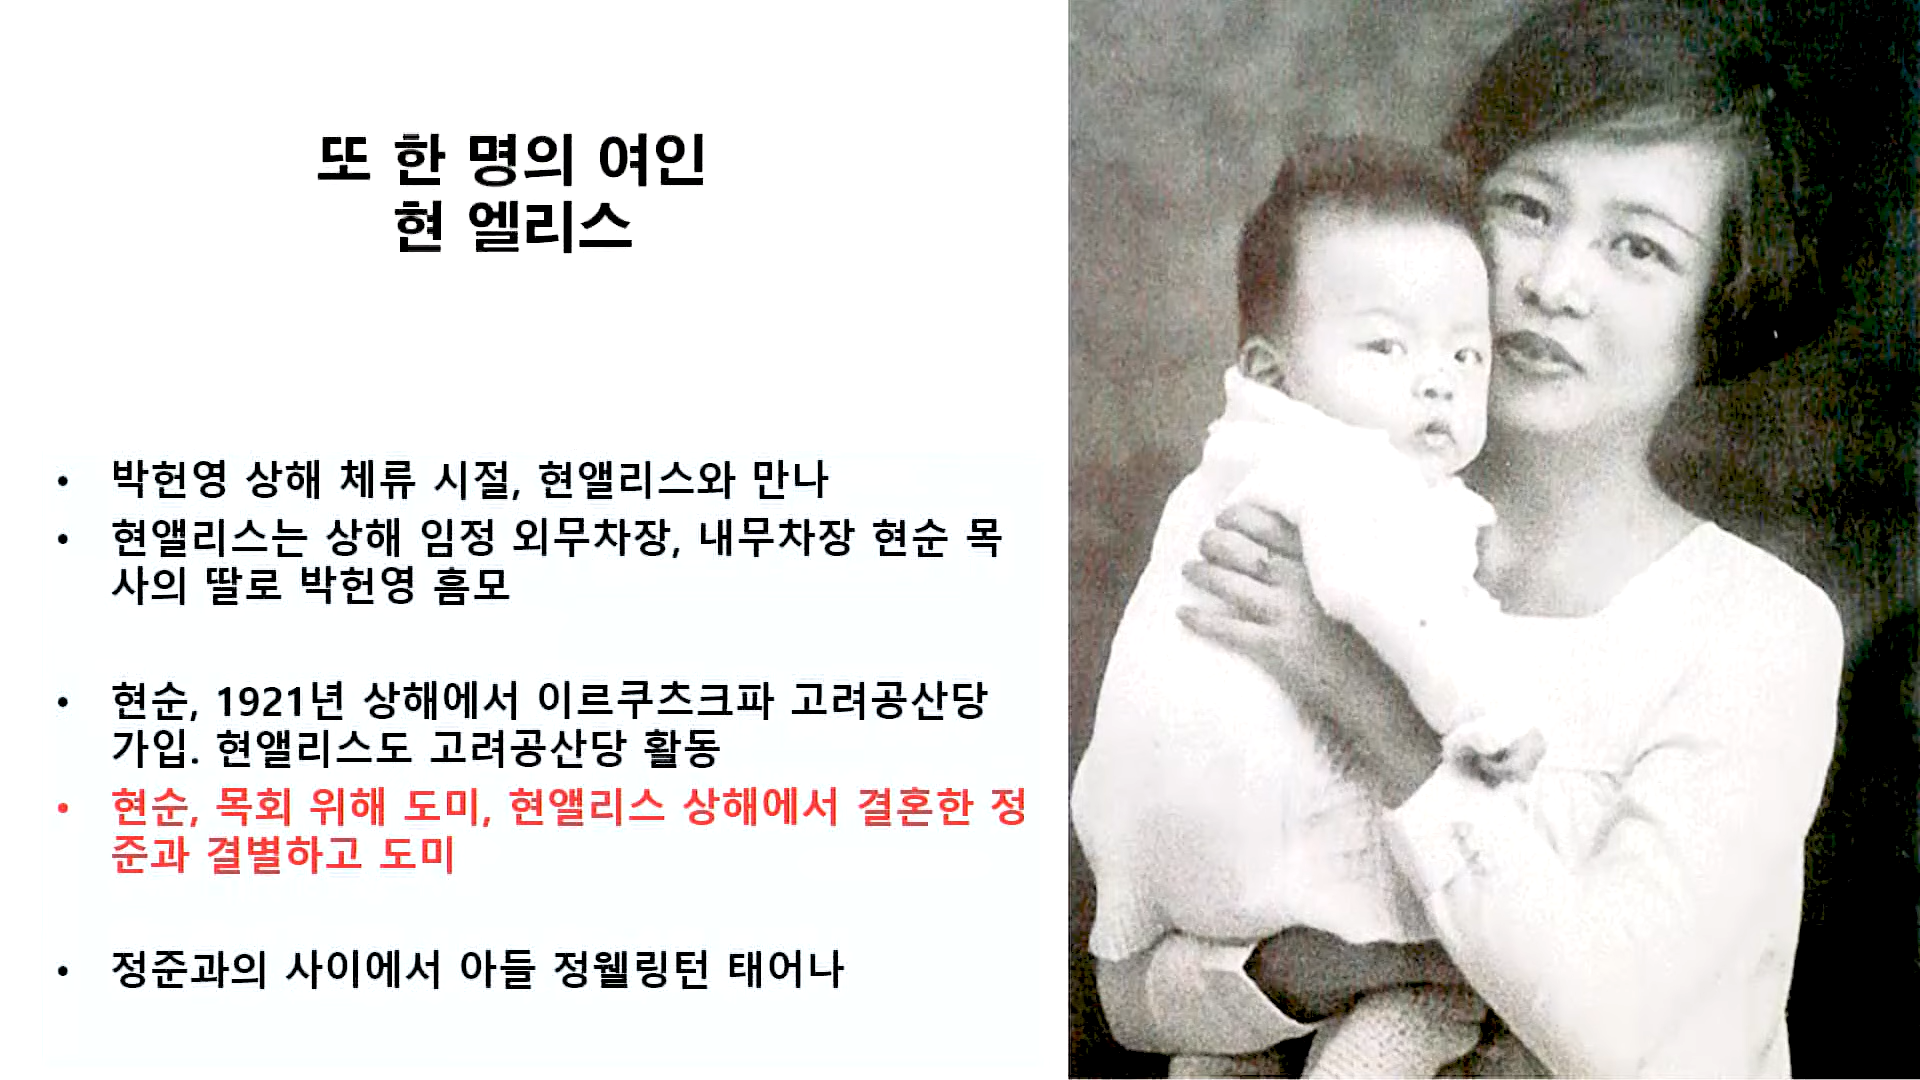 또 한 명의 여인
현 엘리스
• 박헌영 상해 체류 시절, 현앨리스와 만나
• 현앨리스는 상해 임정 외무차장, 내무차장 현순 목
사의 딸로 박헌영 흠모
• 현순, 1921년 상해에서 이르쿠츠크파 고려공산당
가입. 현앨리스도 고려공산당 활동
• 현순, 목회 위해 도미, 현앨리스 상해에서 결혼한 정
준과 결별하고 도미
• 정준과의 사이에서 아들 정웰링턴 태어나